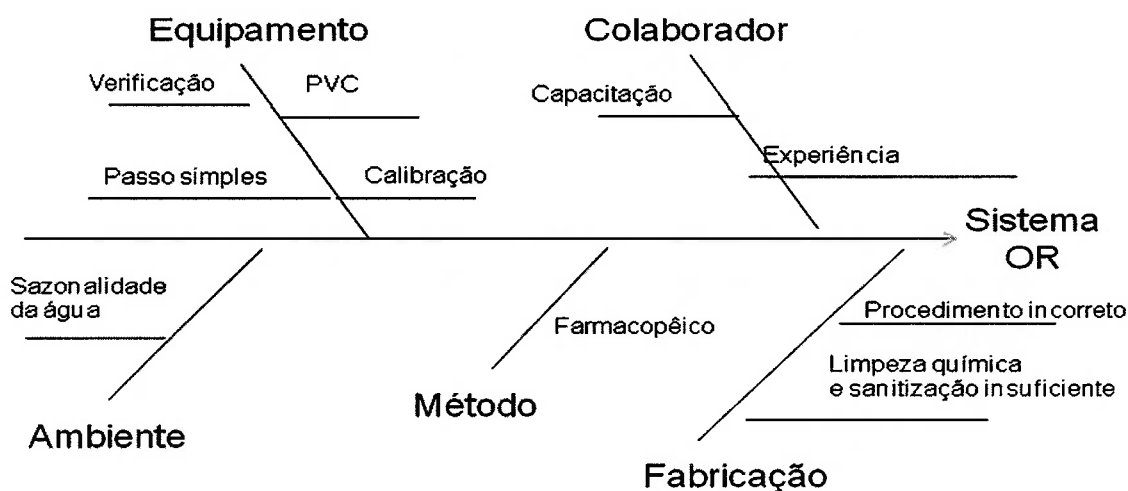 Equipamento
Colaborador
Verificação
PVC
Capacitação
Passo simples
Calibração
Experiência
Sistema
OR
Sazonalidade
da água
Procedimento incorreto
Farmacopêico
Limpeza química
e sanitização insuficiente
Método
Ambiente
Fabricação